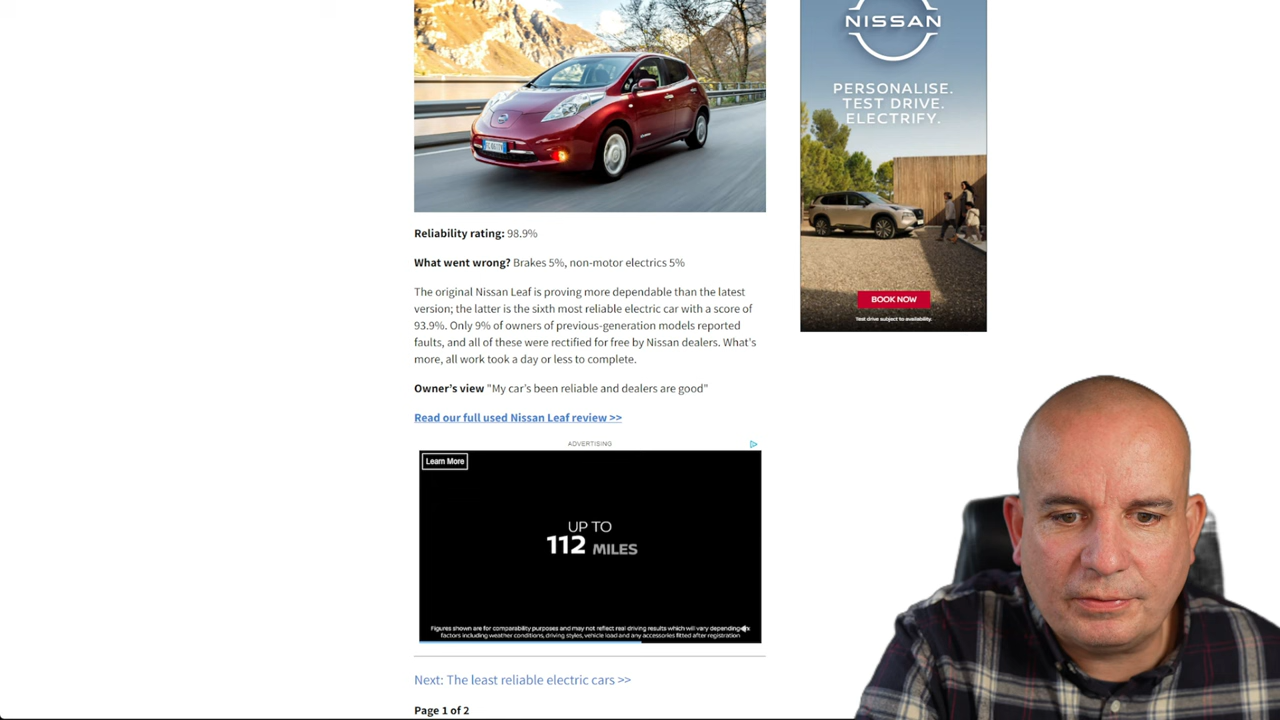 NISSAN
PERSONALISE.
TEST DRIVE.
ELECTRIFY.
BOOK NOW
Test drive subject to availability.
Reliability rating: 98.9%
What went wrong? Brakes 5%, non-motor electrics 5%
The original Nissan Leaf is proving more dependable than the latest
version; the latter is the sixth most reliable electric car with a score of
93.9%. Only 9% of owners of previous-generation models reported
faults, and all of these were rectified for free by Nissan dealers. What's
more, all work took a day or less to complete.
Owner’s view "My car’s been reliable and dealers are good"
Read our full used Nissan Leaf review >>
ADVERTISING
Learn More
UP TO
112 MILES
Figures shown are for comparability purposes and may not reflect real driving results which will vary depending
factors including weather conditions, driving styles, vehicle load and any accessories fitted after registration
Next: The least reliable electric cars >>
Page 1 of 2